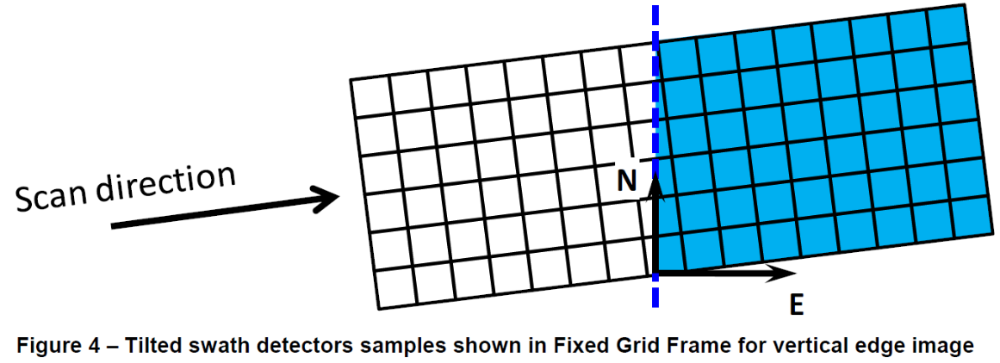 Scan direction
N
E
Figure 4 – Tilted swath detectors samples shown in Fixed Grid Frame for vertical edge image